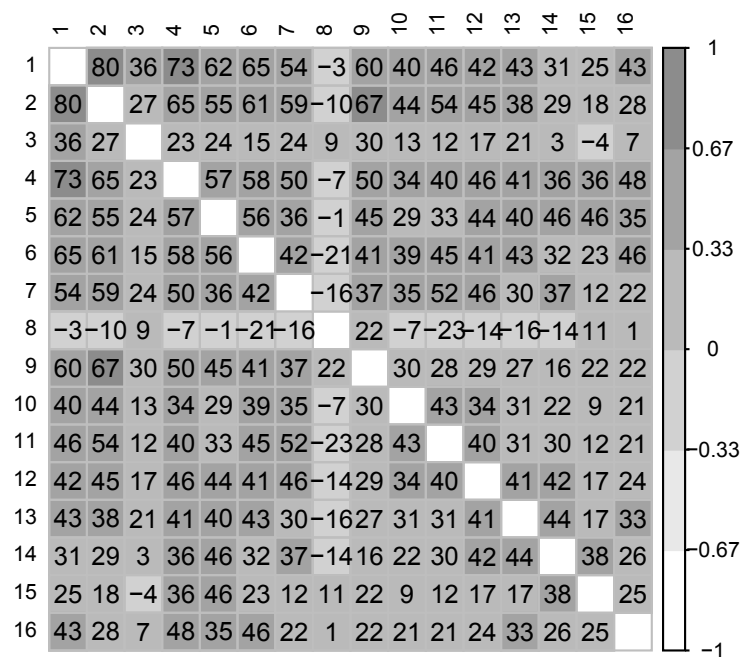 1 2 3 4 5 6 7 8 9 10 11 12 13 14 15 16
1 80 36 73 62 65 54 −3 60 40 46 42 43 31 25 43
2 80 27 65 55 61 59 −10 67 44 54 45 38 29 18 28
3 36 27 23 24 15 24 9 30 13 12 17 21 3 −4 7
4 73 65 23 57 58 50 −7 50 34 40 46 41 36 36 48
5 62 55 24 57 56 36 −1 45 29 33 44 40 46 46 35
6 65 61 15 58 56 42 −21 41 39 45 41 43 32 23 46
7 54 59 24 50 36 42 −16 37 35 52 46 30 37 12 22
8 −3 −10 9 −7 −1 −21 −16 22 −7 −23 −14 −16 −14 11 1
9 60 67 30 50 45 41 37 22 30 28 29 27 16 22 22
10 40 44 13 34 29 39 35 −7 30 43 34 31 22 9 21
11 46 54 12 40 33 45 52 −23 28 43 40 31 30 12 21
12 42 45 17 46 44 41 46 −14 29 34 40 41 42 17 24
13 43 38 21 41 40 43 30 −16 27 31 31 41 44 17 33
14 31 29 3 36 46 32 37 −14 16 22 30 42 44 38 26
15 25 18 −4 36 46 23 12 11 22 9 12 17 17 38 25
16 43 28 7 48 35 46 22 1 22 21 21 24 33 26 25
1
0.67
0.33
0
−0.33
−0.67
−1